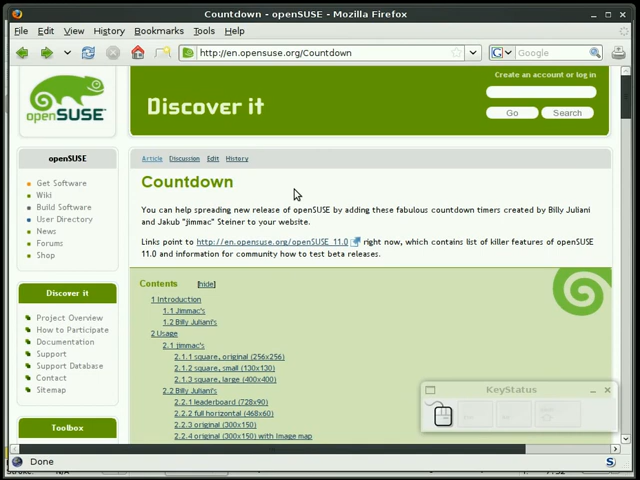 Countdown - openSUSE - Mozilla Firefox
File Edit View History Bookmarks Tools Help
http://en.opensuse.org/Countdown
Google
openSUSE
Discover it
Create an account or log in
Go Search
openSUSE
Get Software
Wiki
Build Software
User Directory
News
Forums
Shop
Discover it
Project Overview
How to Participate
Documentation
Support
Support Database
Contact
Sitemap
Toolbox
Article Discussion Edit History
Countdown
You can help spreading new release of openSUSE by adding these fabulous countdown timers created by Billy Juliani
and Jakub "jimmac" Steiner to your website.
Links point to http://en.opensuse.org/openSUSE_11.0 right now, which contains list of killer features of openSUSE
11.0 and information for community how to test beta releases.
Contents [hide]
1 Introduction
1.1 Jimmac's
1.2 Billy Juliani's
2 Usage
2.1 jimmac's
2.1.1 square, original (256x256)
2.1.2 square, small (130x130)
2.1.3 square, large (400x400)
2.2 Billy Juliani's
2.2.1 leaderboard (728x90)
2.2.2 full horizontal (468x60)
2.2.3 original (300x150)
2.2.4 original (300x150) with Image map
KeyStatus
Done